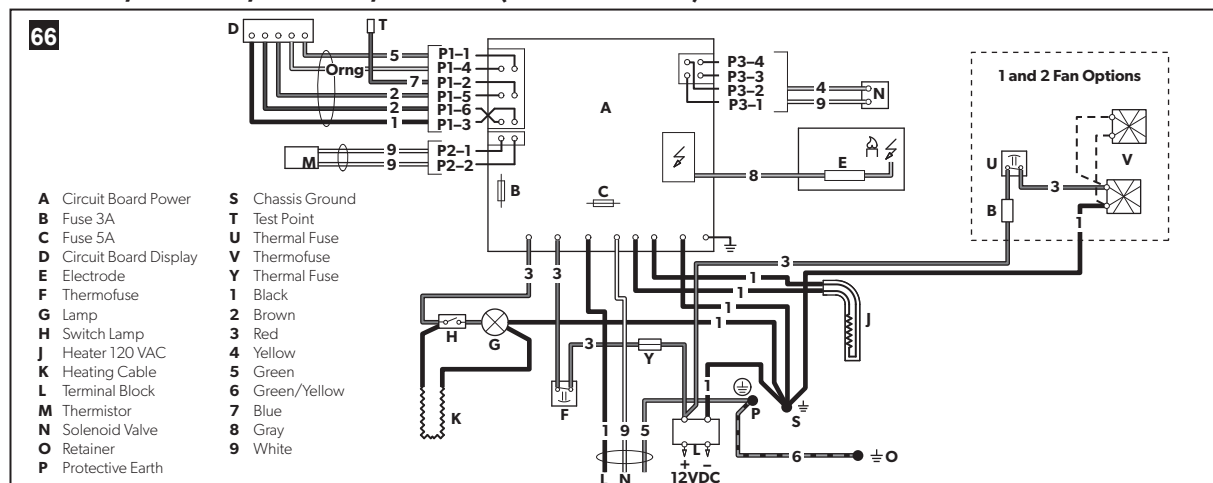 66
D
T
5
Orng
7
2
2
1
P1–1
P1–4
P1–2
P1–5
P1–6
P1–3
9
9
M
P2–1
P2–2
A
B
C
P3–4
P3–3
P3–2
P3–1
4
9
N
8
E
1 and 2 Fan Options
U
V
3
B
1
A Circuit Board Power
B Fuse 3A
C Fuse 5A
D Circuit Board Display
E Electrode
F Thermofuse
G Lamp
H Switch Lamp
J Heater 120 VAC
K Heating Cable
L Terminal Block
M Thermistor
N Solenoid Valve
O Retainer
P Protective Earth
S Chassis Ground
T Test Point
U Thermal Fuse
V Thermofuse
Y Thermal Fuse
1 Black
2 Brown
3 Red
4 Yellow
5 Green
6 Green/Yellow
7 Blue
8 Gray
9 White
3
3
3
1
1
1
1
J
H
G
3
Y
K
F
1
P
S
1
9
5
L
6
O
+ –
L N
12VDC